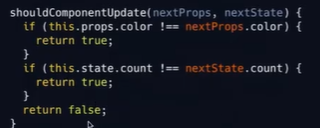 shouldComponentUpdate(nextProps, nextState) {
  if (this.props.color !== nextProps.color) {
    return true;
  }
  if (this.state.count !== nextState.count) {
    return true;
  }
  return false;
}